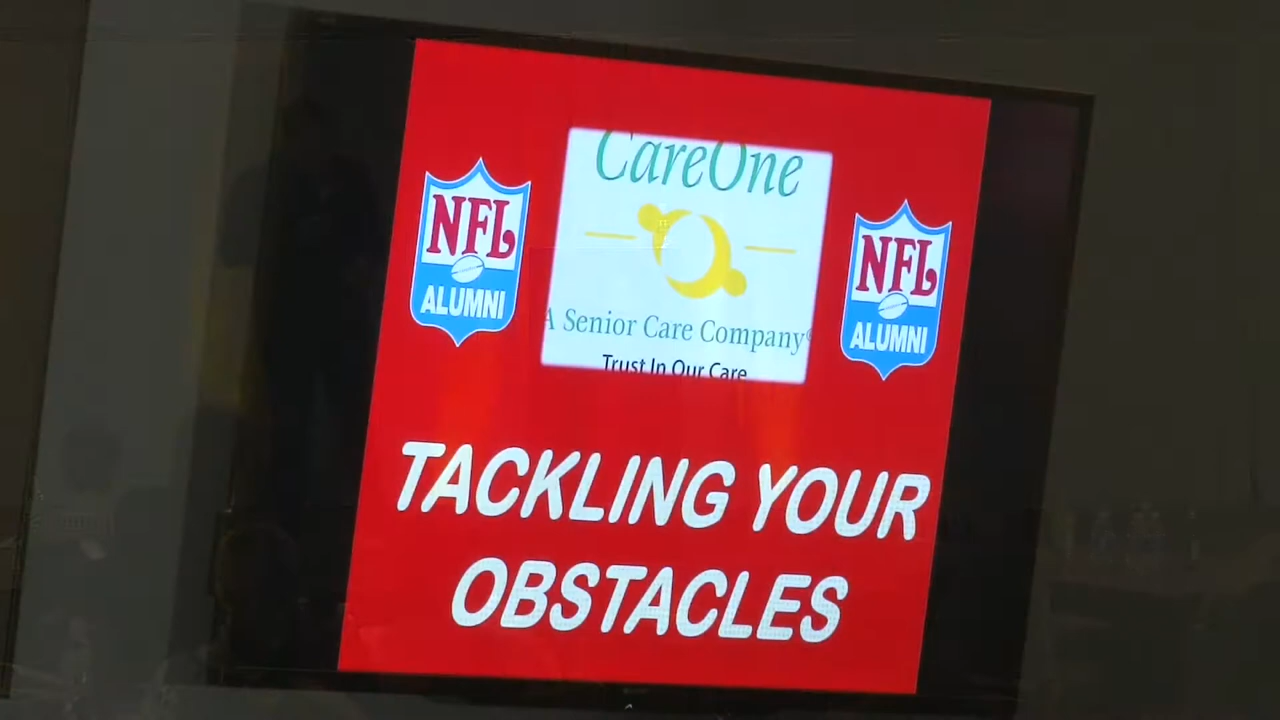 CareOne
NFL
ALUMNI
A Senior Care Company®
Trust In Our Care
NFL
ALUMNI
TACKLING YOUR
OBSTACLES